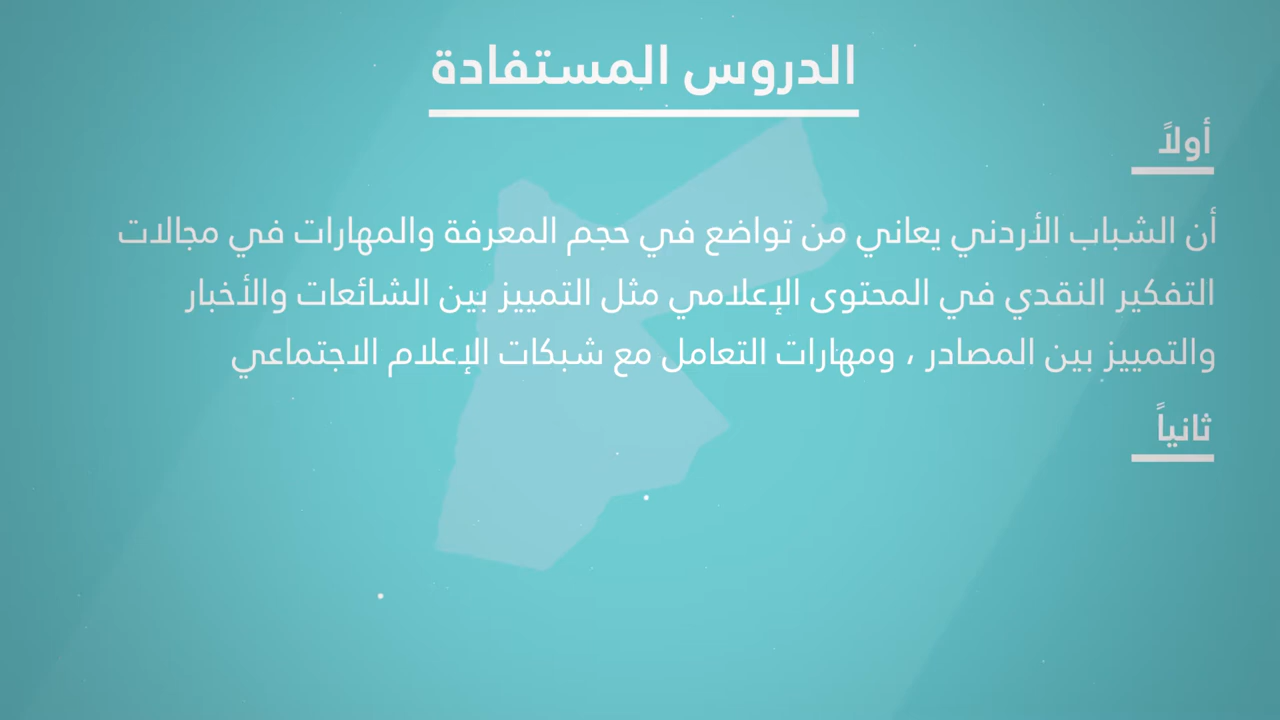 الدروس المستفادة
أولاً
أن الشباب الأردني يعاني من تواضع في حجم المعرفة والمهارات في مجالات
التفكير النقدي في المحتوى الإعلامي مثل التمييز بين الشائعات والأخبار
والتمييز بين المصادر ، ومهارات التعامل مع شبكات الإعلام الاجتماعي
ثانياً